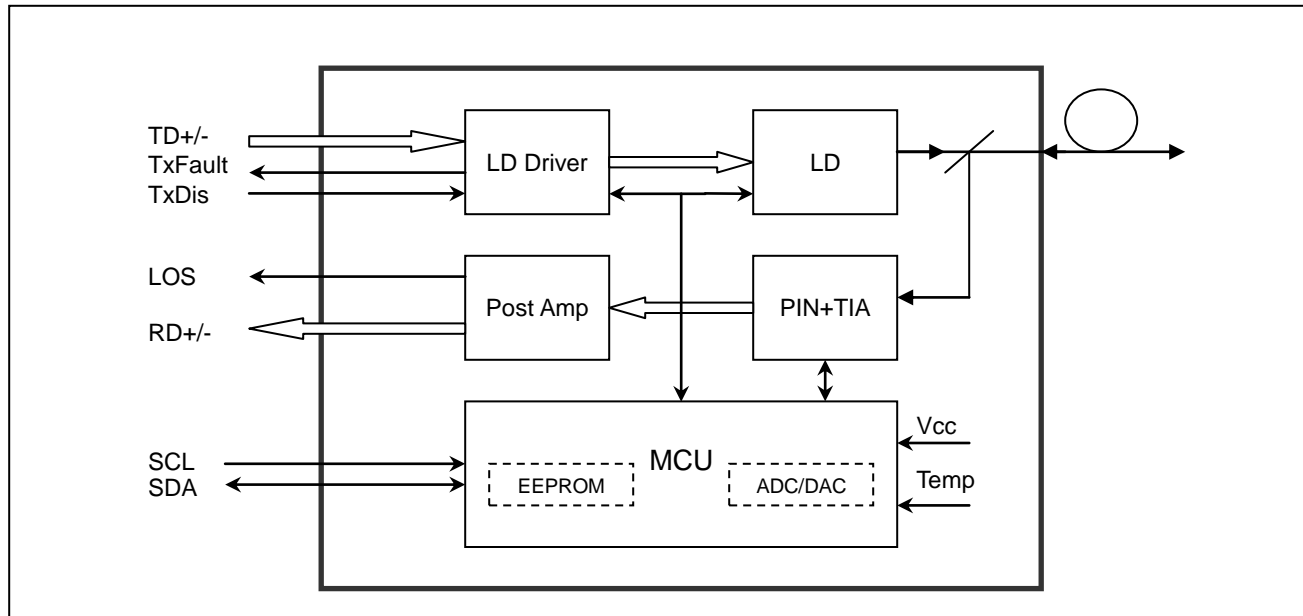 TD+/-
TxFault
TxDis
LD Driver
LD
LOS
RD+/-
Post Amp
PIN+TIA
SCL
SDA
MCU
EEPROM
ADC/DAC
Vcc
Temp